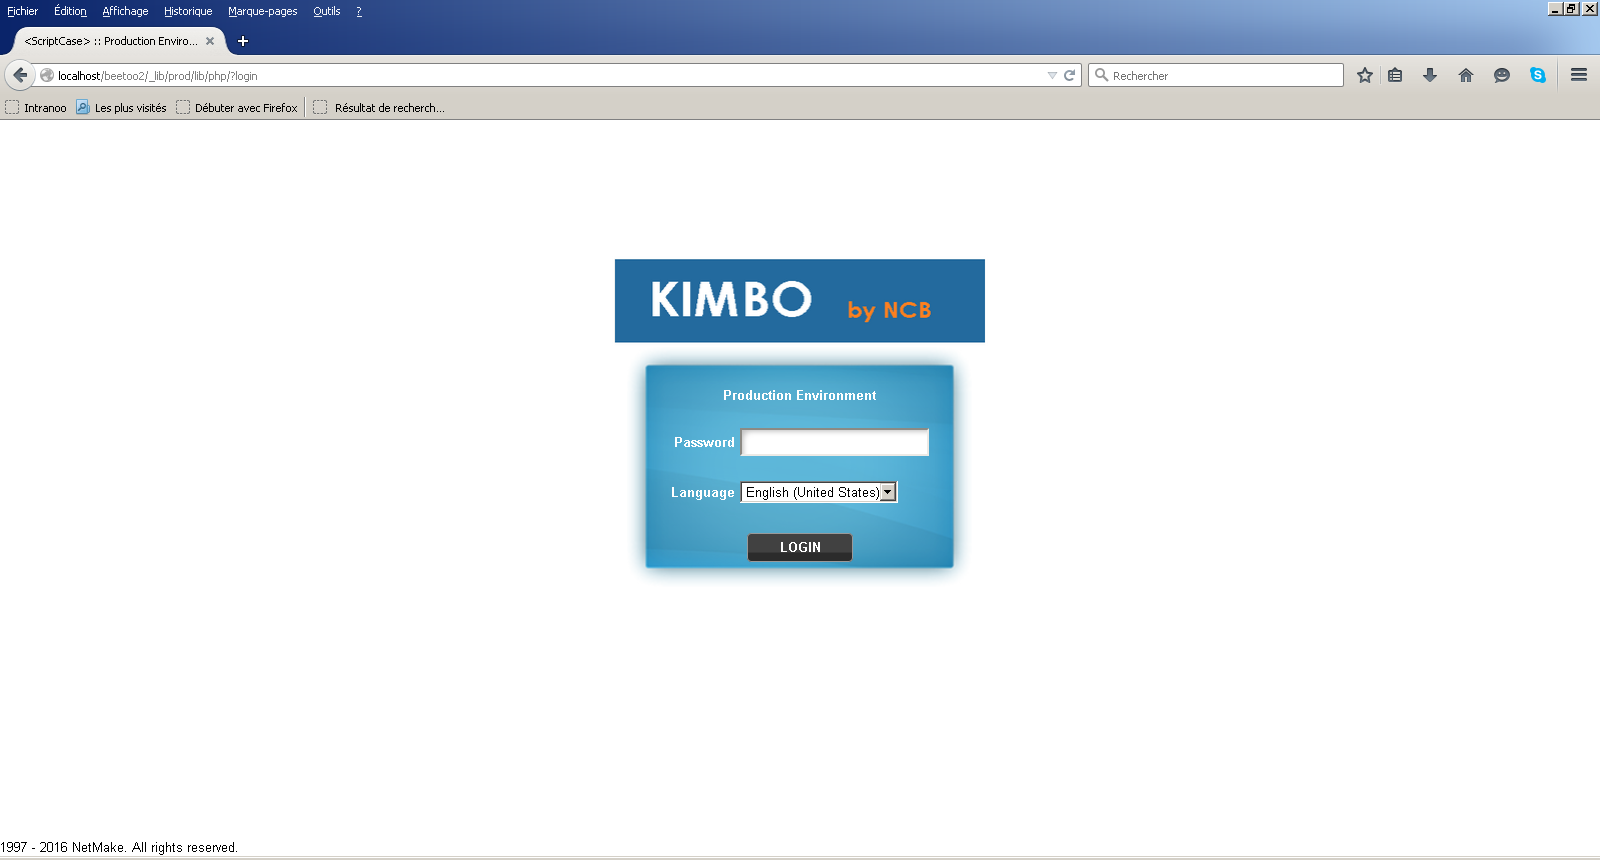 Fichier Édition Affichage Historique Marque-pages Outils ?
<ScriptCase> :: Production Enviro...
localhost/beetoo2/_lib/prod/lib/php/?login Rechercher
Intranoo Les plus visités Débuter avec Firefox Résultat de recherch...
KIMBO by NCB
Production Environment
Password
Language English (United States)
LOGIN
1997 - 2016 NetMake. All rights reserved.